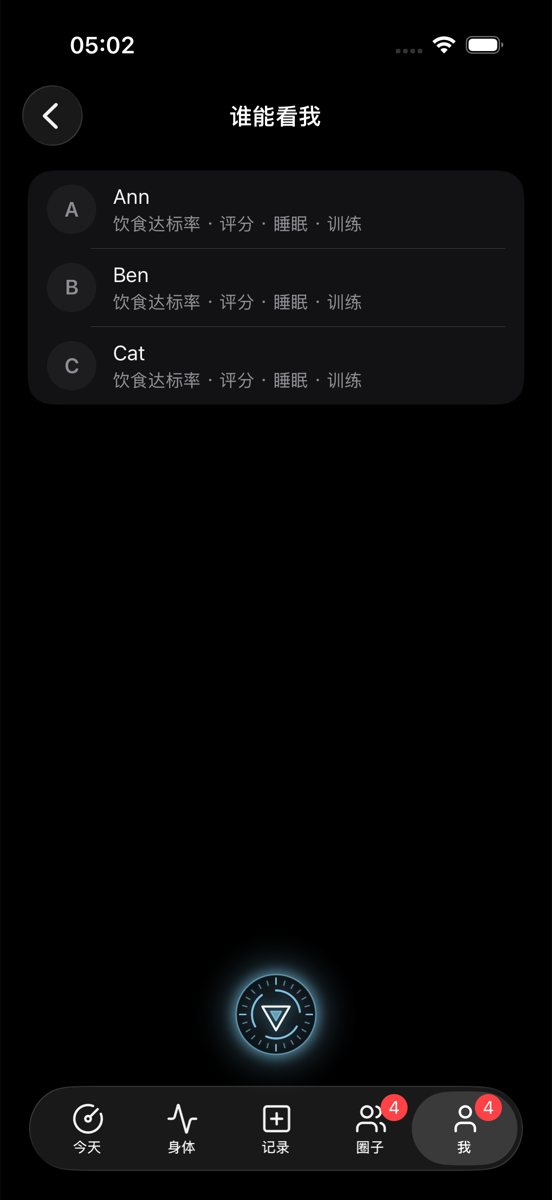 05:02
谁能看我
A
Ann
饮食达标率 · 评分 · 睡眠 · 训练
B
Ben
饮食达标率 · 评分 · 睡眠 · 训练
C
Cat
饮食达标率 · 评分 · 睡眠 · 训练
4
4
今天
身体
记录
圈子
我